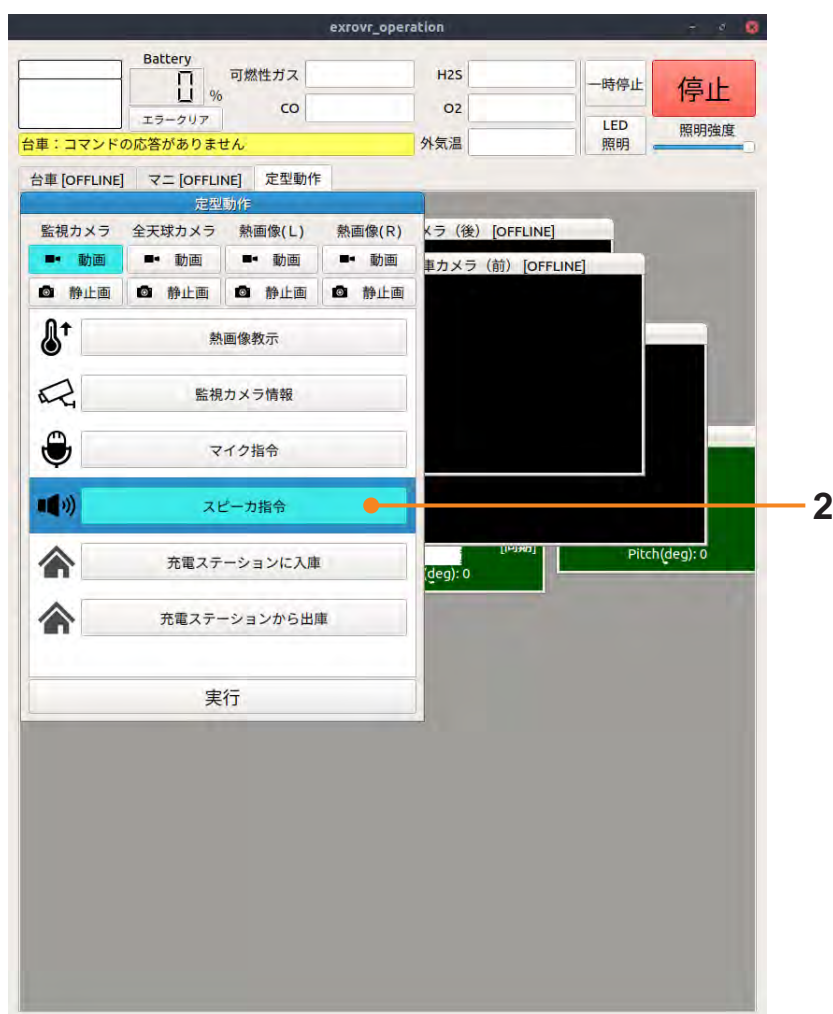 exrovr_operation
Battery
0 %
エラークリア
可燃性ガス
CO
H2S
O2
外気温
一時停止
停止
LED
照明
照明強度
台車：コマンドの応答がありません
台車 [OFFLINE] マニ [OFFLINE] 定型動作
定型動作
監視カメラ 全天球カメラ 熱画像(L) 熱画像(R)
動画 動画 動画 動画
静止画 静止画 静止画 静止画
熱画像教示
監視カメラ情報
マイク指令
スピーカ指令
充電ステーションに入庫
充電ステーションから出庫
実行
メラ（後） [OFFLINE]
車カメラ（前） [OFFLINE]
(deg): 0
Pitch(deg): 0
2